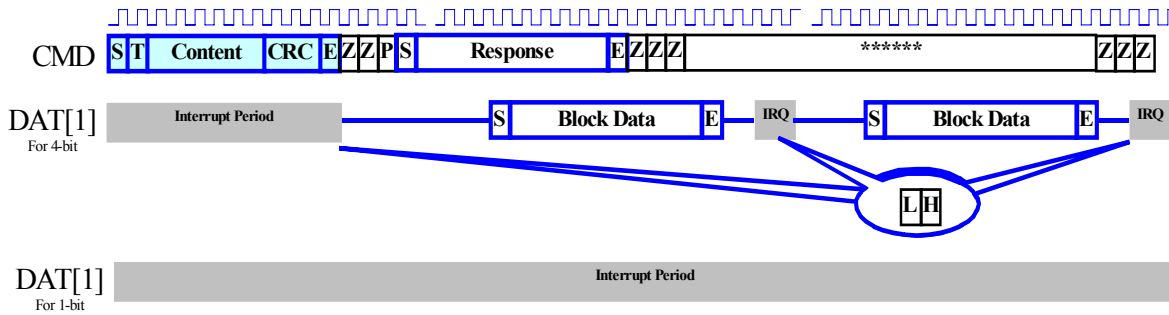 CMD S T Content CRC E Z Z P S Response E Z Z Z ****** Z Z Z
DAT[1] Interrupt Period S Block Data E IRQ S Block Data E IRQ
For 4-bit
L H
DAT[1] Interrupt Period
For 1-bit